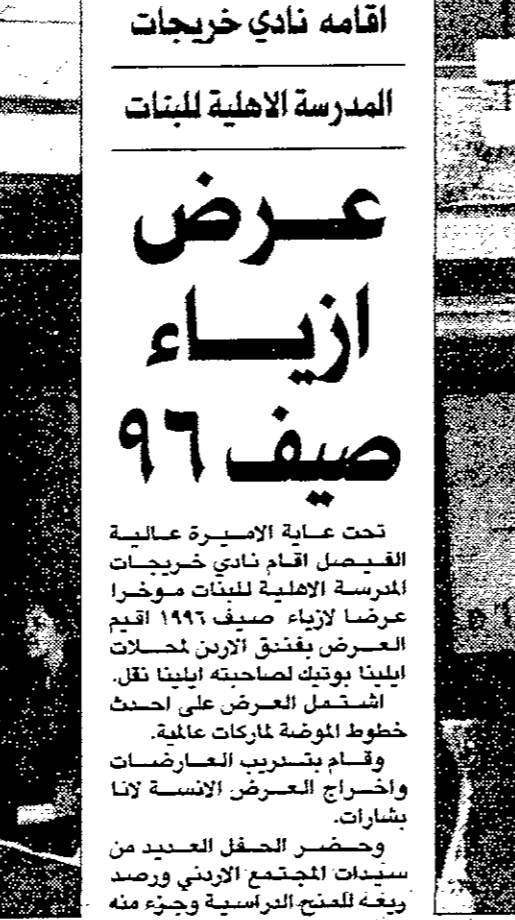 اقامه نادي خريجات
المدرسة الاهلية للبنات
عرض
ازياء
صيف ٩٦
تحت عاية الاميرة عالية
الفيصل اقام نادي خريجات
المدرسة الاهلية للبنات موخرا
عرضا لازياء صيف ١٩٩٦ اقيم
العرض بفندق الاردن لمحلات
ايلينا بوتيك لصاحبته ايلينا نقل.
اشتمل العرض على احدث
خطوط الموضة لماركات عالمية.
وقام بتدريب العارضات
واخراج العرض الانسة لانا
بشارات.
وحضر الحفل العديد من
سيدات المجتمع الاردني ورصد
ريعه للمنح الدراسية وجزء منه